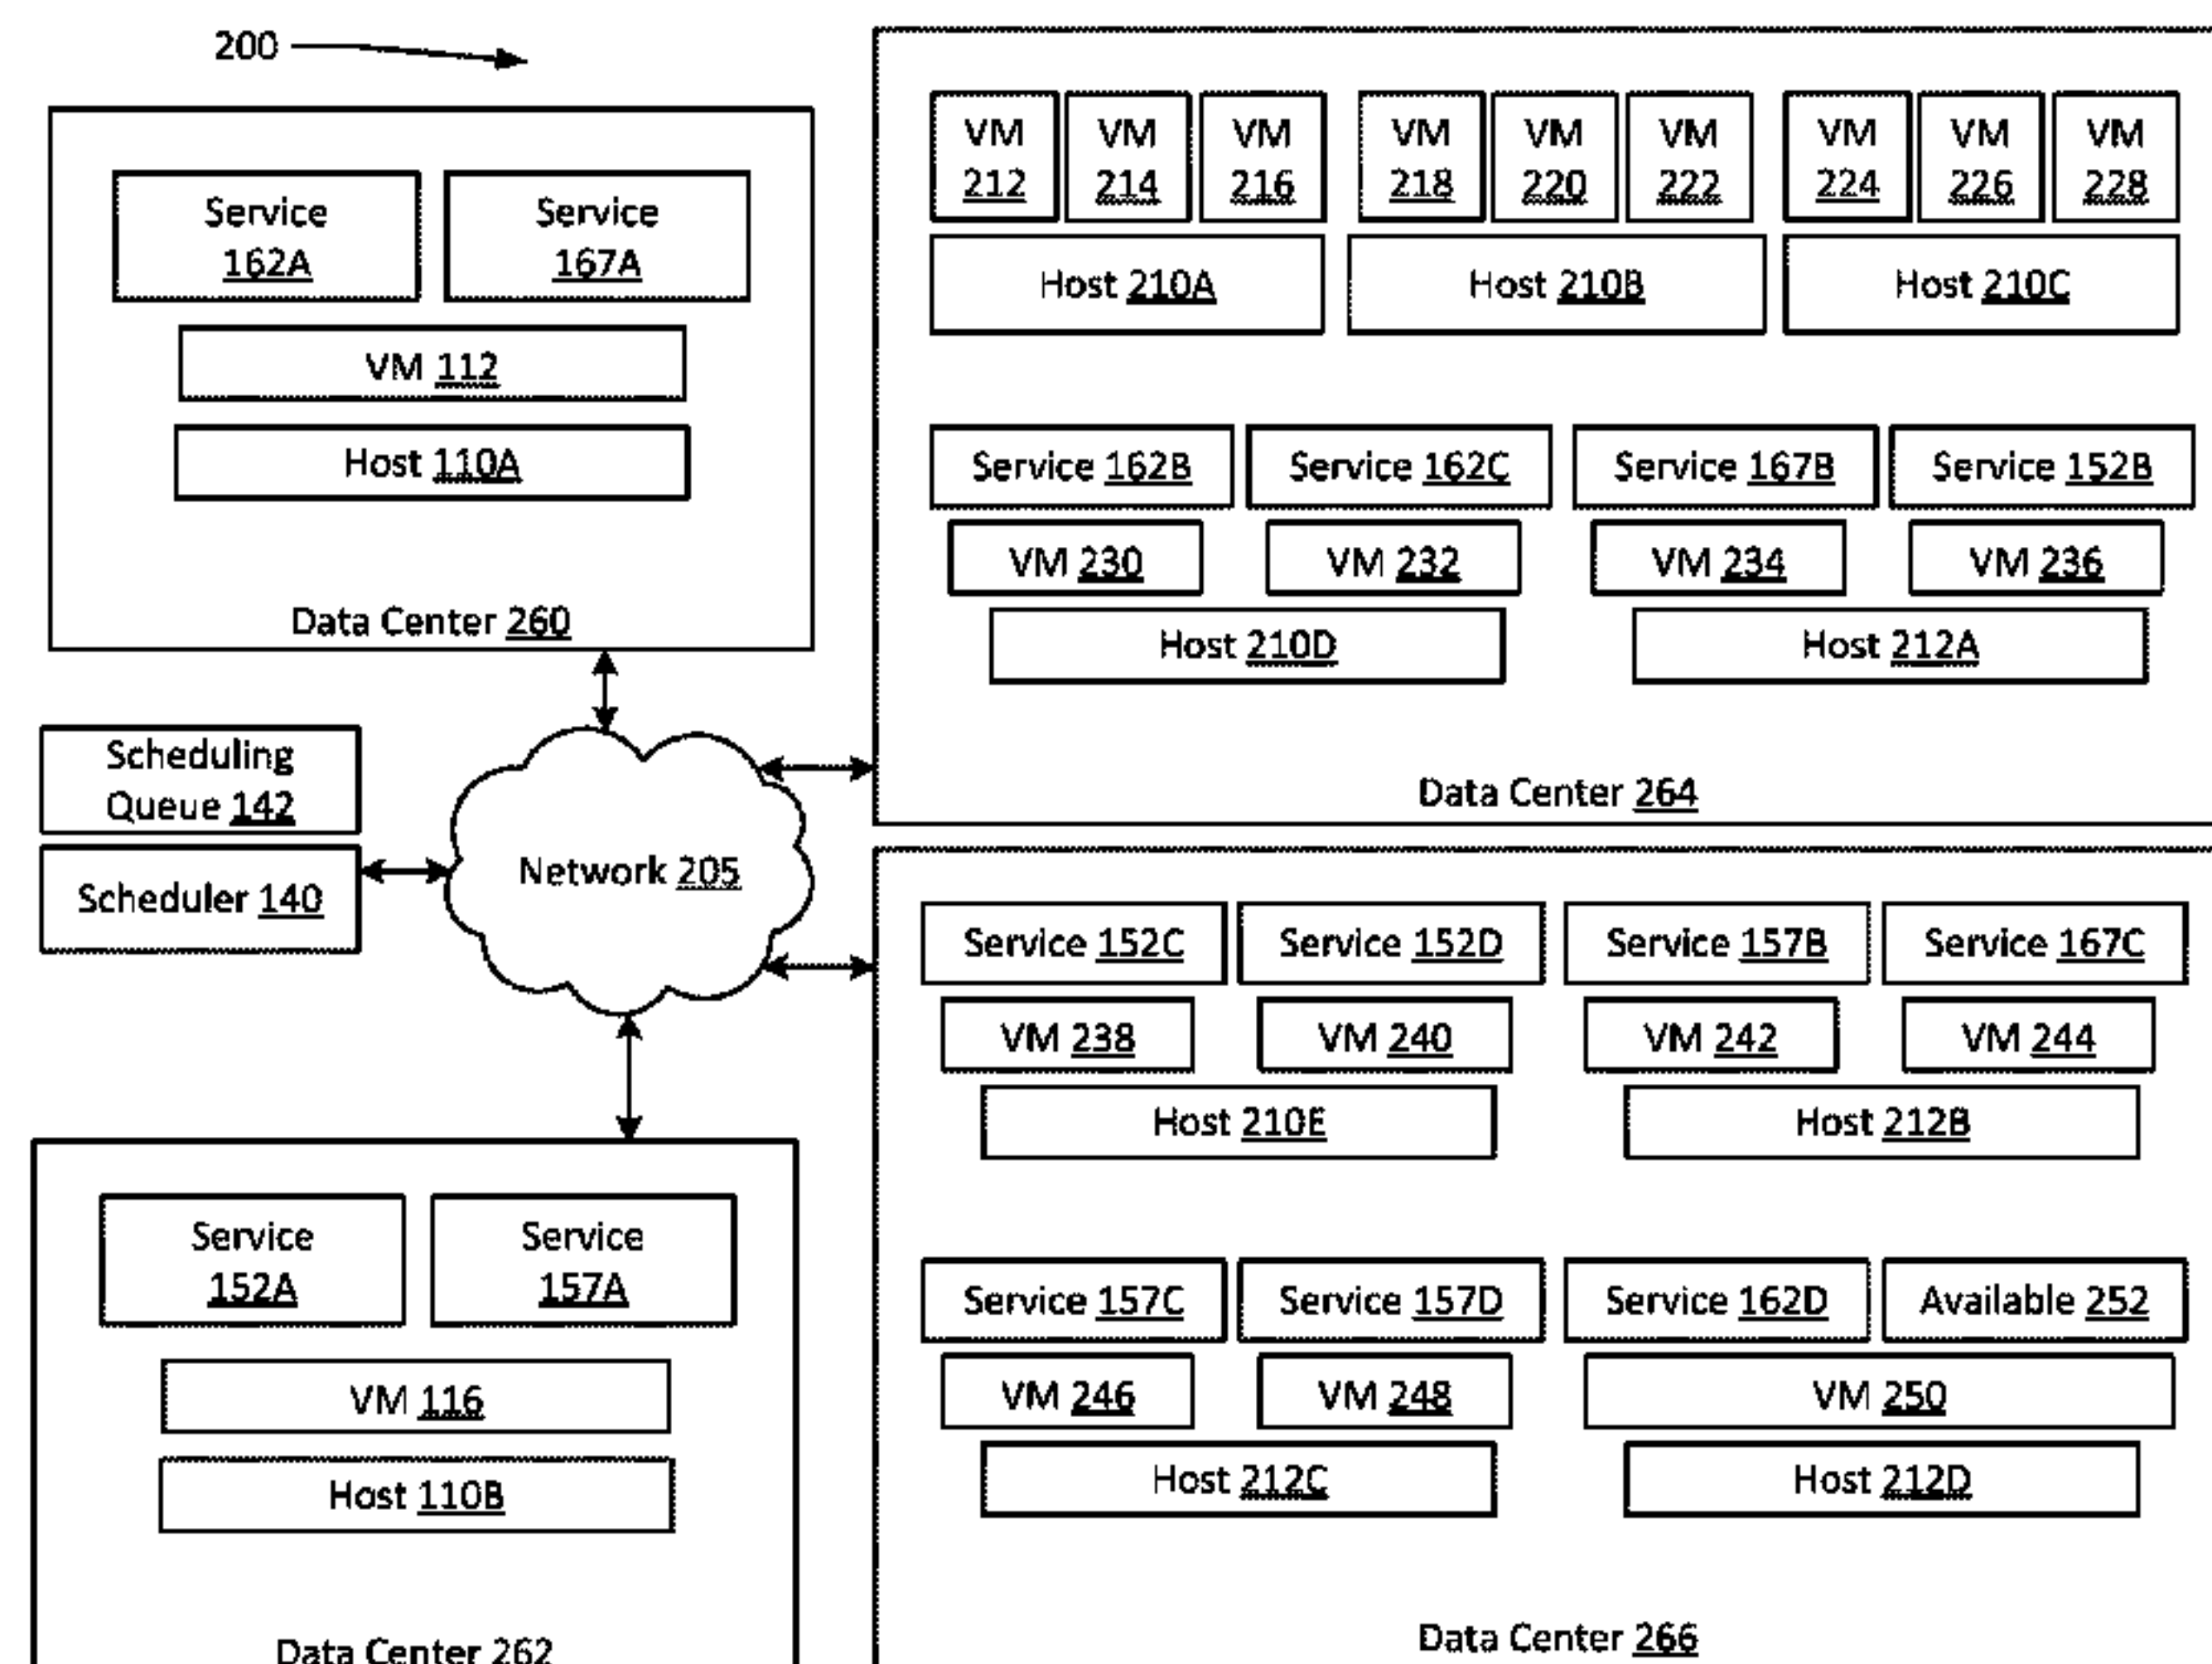 200
Service
162A
Service
167A
VM 112
Host 110A
Data Center 260
VM
212
VM
214
VM
216
VM
218
VM
220
VM
222
VM
224
VM
226
VM
228
Host 210A
Host 210B
Host 210C
Service 162B
Service 162C
Service 167B
Service 152B
VM 230
VM 232
VM 234
VM 236
Host 210D
Host 212A
Data Center 264
Scheduling
Queue 142
Scheduler 140
Network 205
Service 152C
Service 152D
Service 157B
Service 167C
VM 238
VM 240
VM 242
VM 244
Host 210E
Host 212B
Service 157C
Service 157D
Service 162D
Available 252
VM 246
VM 248
VM 250
Host 212C
Host 212D
Data Center 266
Service
152A
Service
157A
VM 116
Host 110B
Data Center 262